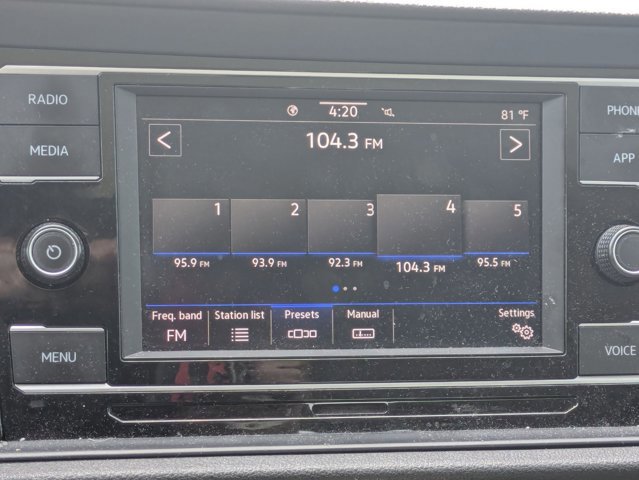 RADIO
MEDIA
MENU
4:20
81 °F
104.3 FM
1 2 3 4 5
95.9 FM 93.9 FM 92.3 FM 104.3 FM 95.5 FM
Freq. band Station list Presets Manual Settings
FM
PHONE
APP
VOICE